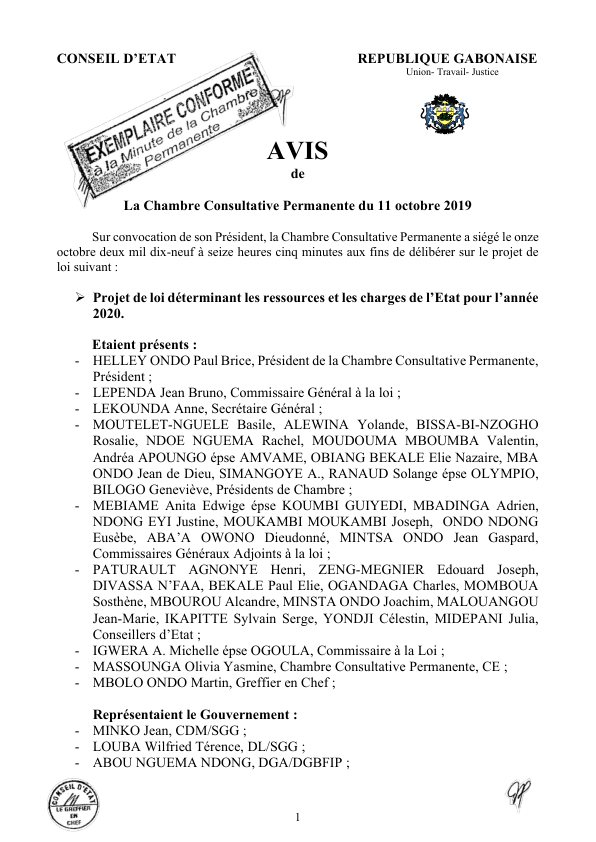 CONSEIL D'ETAT
REPUBLIQUE GABONAISE
Union- Travail- Justice
EXEMPLAIRE CONFORME
à la Minute de la Chambre
Permanente
AVIS
de
La Chambre Consultative Permanente du 11 octobre 2019
Sur convocation de son Président, la Chambre Consultative Permanente a siégé le onze
octobre deux mil dix-neuf à seize heures cinq minutes aux fins de délibérer sur le projet de
loi suivant :
➢ Projet de loi déterminant les ressources et les charges de l'Etat pour l'année
2020.
Etaient présents :
- HELLEY ONDO Paul Brice, Président de la Chambre Consultative Permanente,
Président ;
- LEPENDA Jean Bruno, Commissaire Général à la loi ;
- LEKOUNDA Anne, Secrétaire Général ;
- MOUTELET-NGUELE Basile, ALEWINA Yolande, BISSA-BI-NZOGHO
Rosalie, NDOE NGUEMA Rachel, MOUDOUMA MBOUMBA Valentin,
Andréa APOUNGO épse AMVAME, OBIANG BEKALE Elie Nazaire, MBA
ONDO Jean de Dieu, SIMANGOYE A., RANAUD Solange épse OLYMPIO,
BILOGO Geneviève, Présidents de Chambre ;
- MEBIAME Anita Edwige épse KOUMBI GUIYEDI, MBADINGA Adrien,
NDONG EYI Justine, MOUKAMBI MOUKAMBI Joseph, ONDO NDONG
Eusèbe, ABA'A OWONO Dieudonné, MINTSA ONDO Jean Gaspard,
Commissaires Généraux Adjoints à la loi ;
- PATURAULT AGNONYE Henri, ZENG-MEGNIER Edouard Joseph,
DIVASSA N'FAA, BEKALE Paul Elie, OGANDAGA Charles, MOMBOUA
Sosthène, MBOUROU Alcandre, MINSTA ONDO Joachim, MALOUANGOU
Jean-Marie, IKAPITTE Sylvain Serge, YONDJI Célestin, MIDEPANI Julia,
Conseillers d'Etat ;
- IGWERA A. Michelle épse OGOULA, Commissaire à la Loi ;
- MASSOUNGA Olivia Yasmine, Chambre Consultative Permanente, CE ;
- MBOLO ONDO Martin, Greffier en Chef ;
Représentaient le Gouvernement :
- MINKO Jean, CDM/SGG ;
- LOUBA Wilfried Térence, DL/SGG ;
- ABOU NGUEMA NDONG, DGA/DGBFIP ;
CONSEIL D'ETAT
LE GREFFIER
EN
CHEF
1